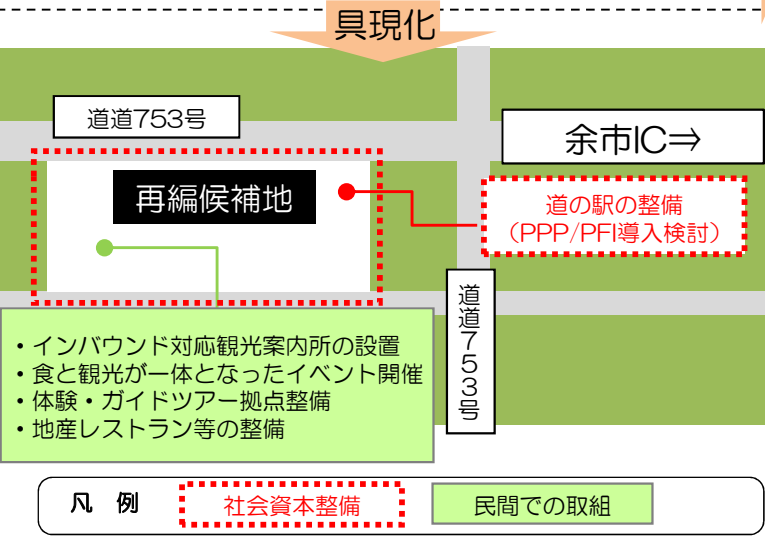 具現化
道道753号
余市IC⇒
再編候補地
道の駅の整備
（PPP/PFI導入検討）
道道753号
・インバウンド対応観光案内所の設置
・食と観光が一体となったイベント開催
・体験・ガイドツアー拠点整備
・地産レストラン等の整備
凡　例
社会資本整備
民間での取組